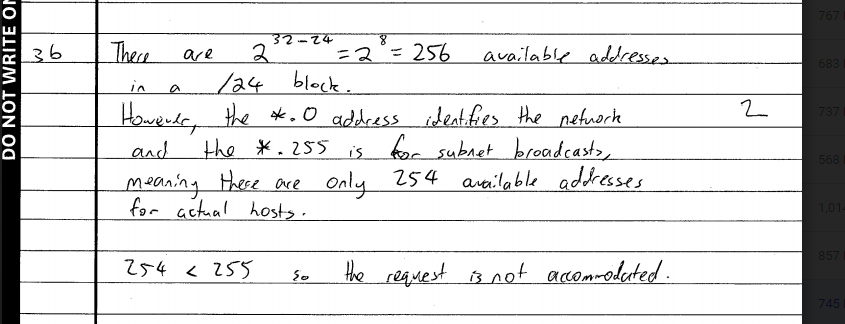 DO NOT WRITE ON
3b There are 2^32-24 = 2^8 = 256 available addresses
in a /24 block.
However, the *.0 address identifies the network
2
and the *.255 is for subnet broadcasts,
meaning there are only 254 available addresses
for actual hosts.
254 < 255 so the request is not accommodated.
767
683
737
568
1,01
857
745